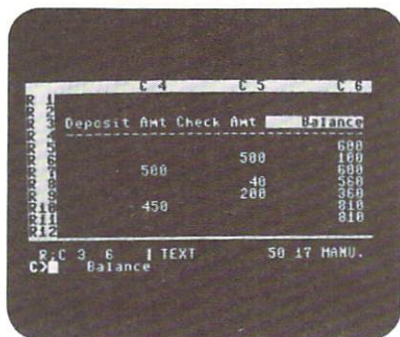 C 4 C 5 C 6
R 1
R 2
R 3 Deposit Amt Check Amt Balance
R 5 600
R 6 500 100
R 7 500 600
R 8 40 560
R 9 200 360
R10 450 810
R11 810
R12
R:C 3 6 | TEXT 50 17 MANU.
C> Balance